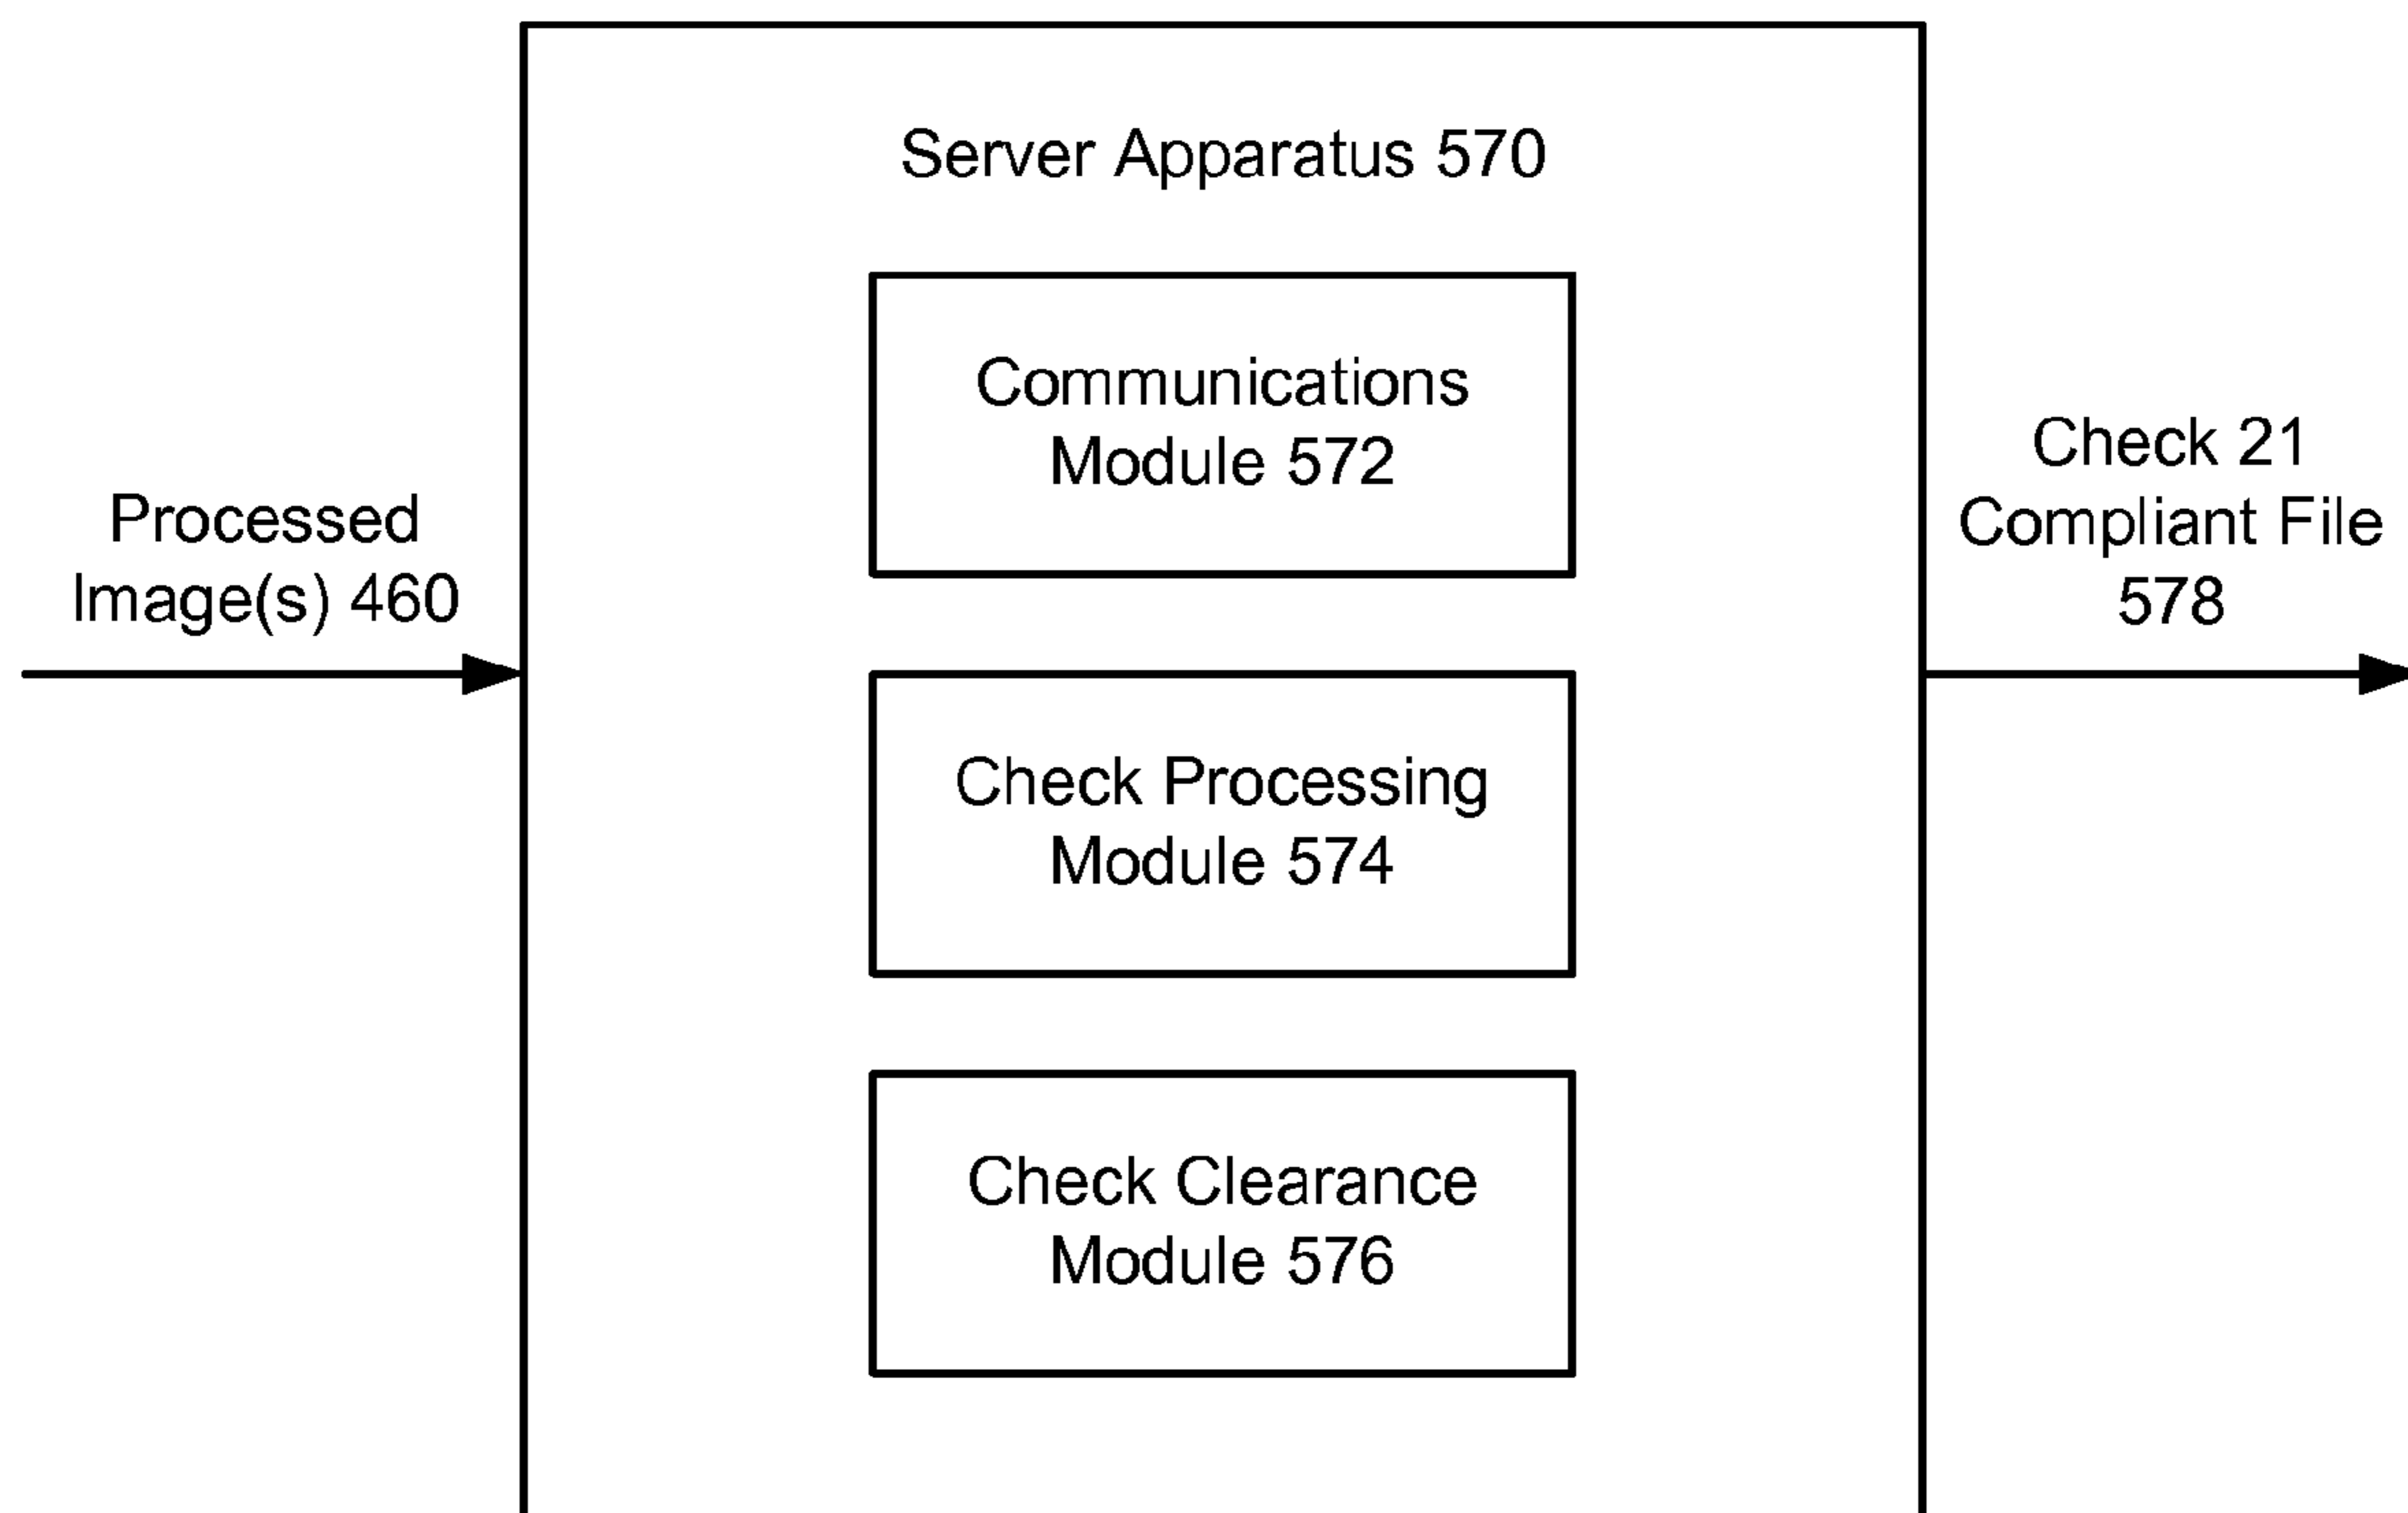 Server Apparatus 570
Communications
Module 572
Processed
Image(s) 460
Check 21
Compliant File
578
Check Processing
Module 574
Check Clearance
Module 576